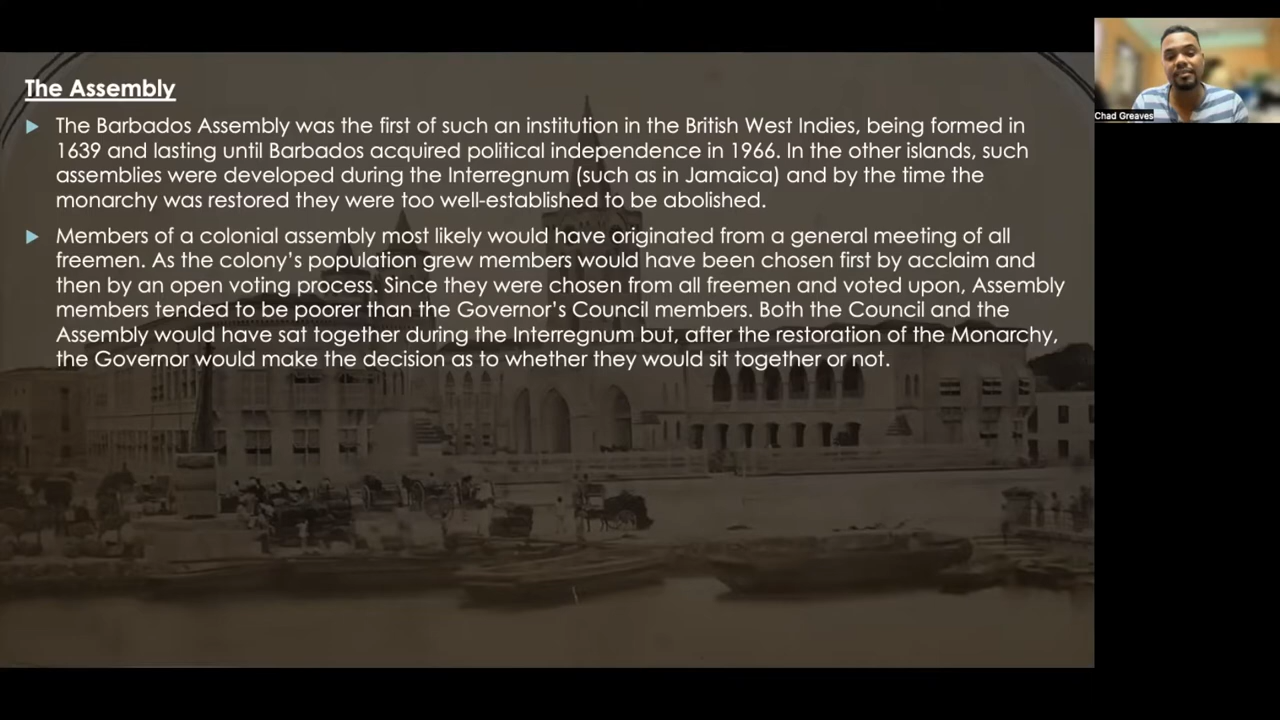 The Assembly
The Barbados Assembly was the first of such an institution in the British West Indies, being formed in
1639 and lasting until Barbados acquired political independence in 1966. In the other islands, such
assemblies were developed during the Interregnum (such as in Jamaica) and by the time the
monarchy was restored they were too well-established to be abolished.
Members of a colonial assembly most likely would have originated from a general meeting of all
freemen. As the colony's population grew members would have been chosen first by acclaim and
then by an open voting process. Since they were chosen from all freemen and voted upon, Assembly
members tended to be poorer than the Governor's Council members. Both the Council and the
Assembly would have sat together during the Interregnum but, after the restoration of the Monarchy,
the Governor would make the decision as to whether they would sit together or not.
Chad Greaves